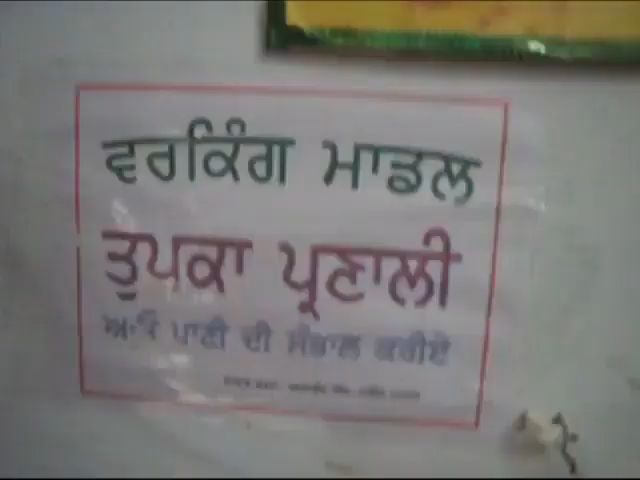 ਵਰਕਿੰਗ ਮਾਡਲ
ਤੁਪਕਾ ਪ੍ਰਣਾਲੀ
ਆਓ ਪਾਣੀ ਦੀ ਸੰਭਾਲ ਕਰੀਏ